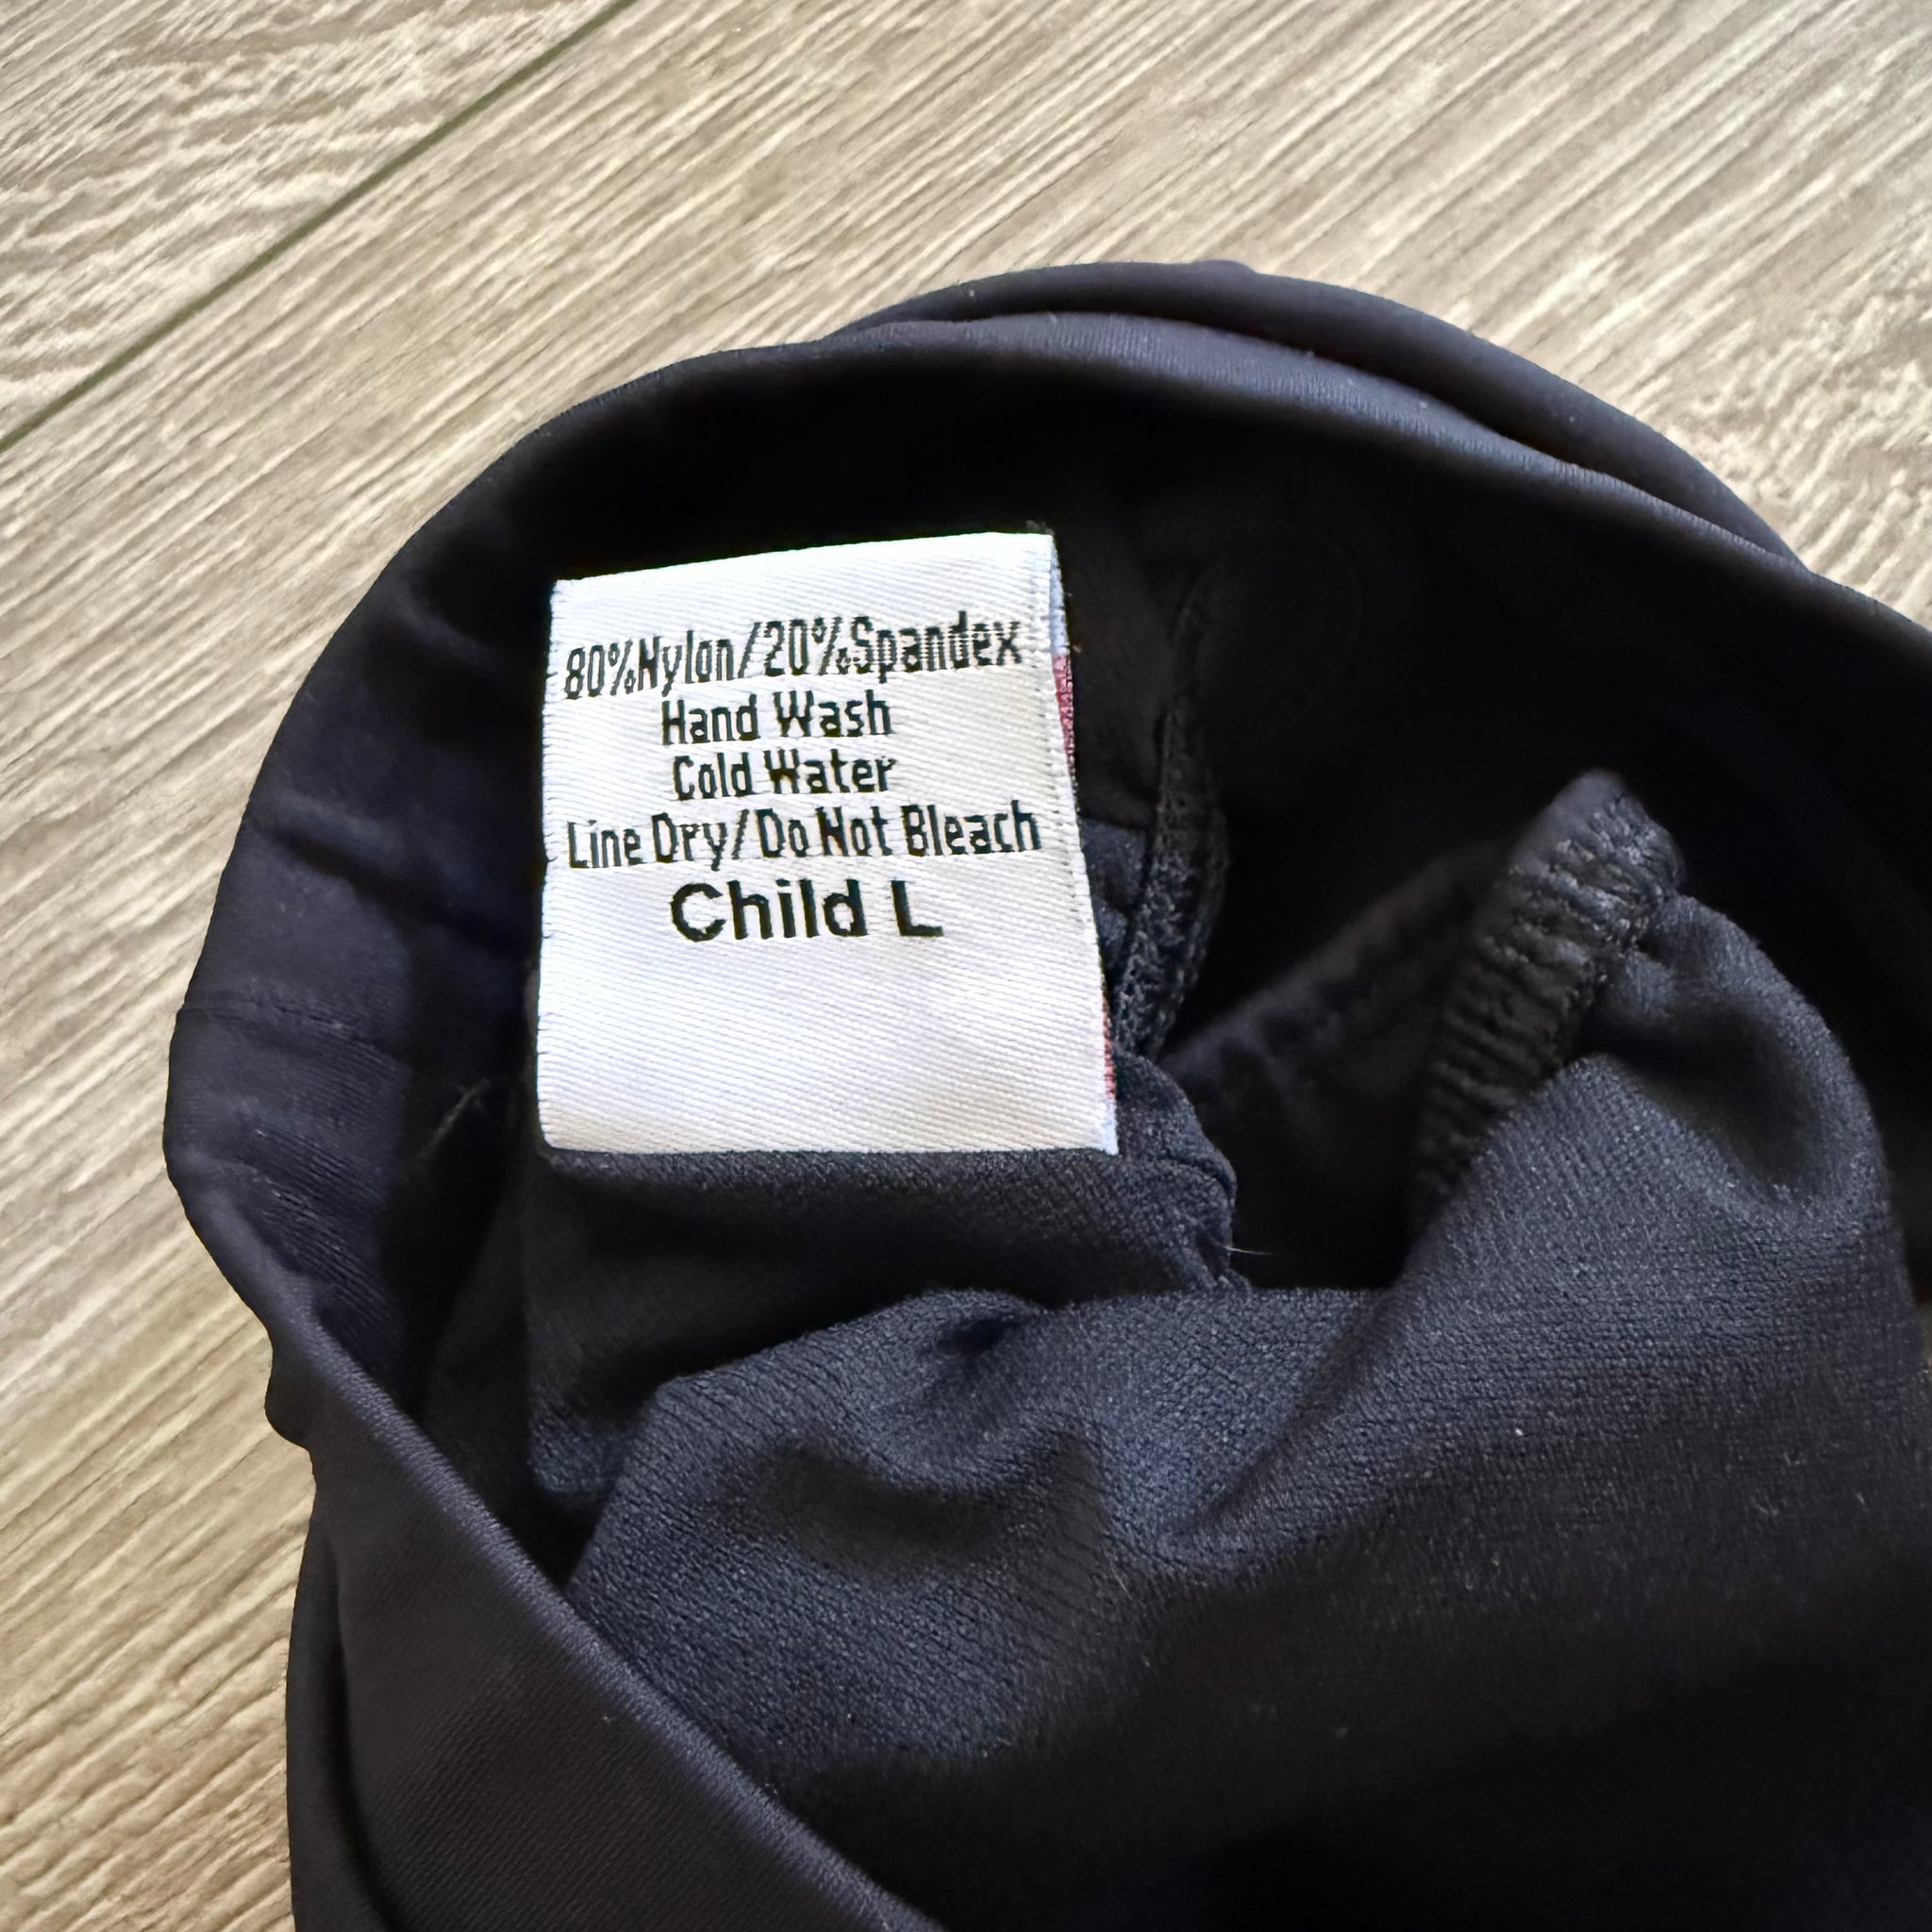 80%Nylon/20%Spandex
Hand Wash
Cold Water
Line Dry/Do Not Bleach
Child L